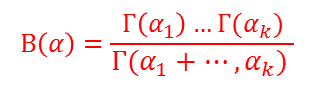 B(α) = Γ(α₁) … Γ(αₖ) / Γ(α₁ + ⋯ , αₖ)